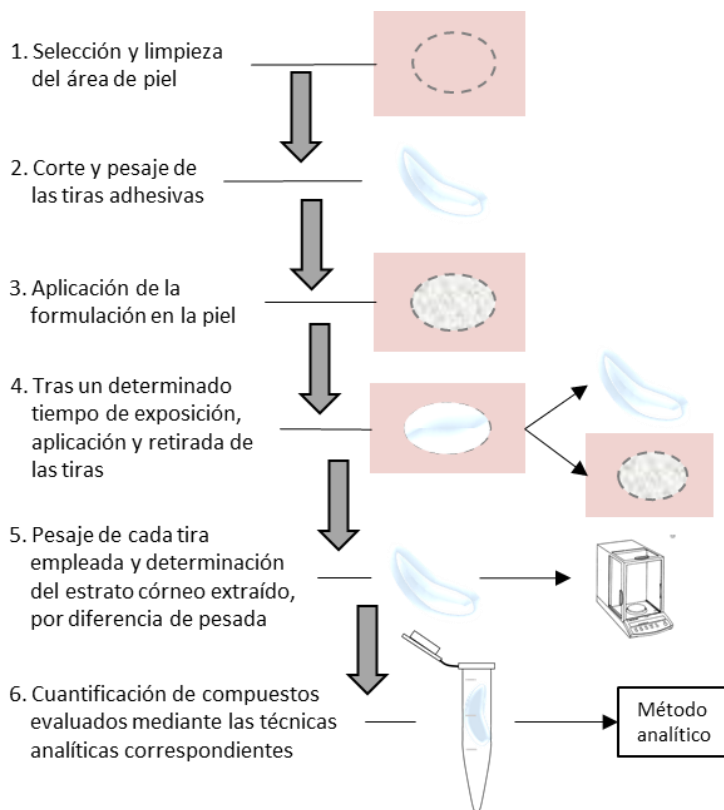 1. Selección y limpieza
del área de piel
2. Corte y pesaje de
las tiras adhesivas
3. Aplicación de la
formulación en la piel
4. Tras un determinado
tiempo de exposición,
aplicación y retirada de
las tiras
5. Pesaje de cada tira
empleada y determinación
del estrato córneo extraído,
por diferencia de pesada
6. Cuantificación de compuestos
evaluados mediante las técnicas
analíticas correspondientes
Método
analítico